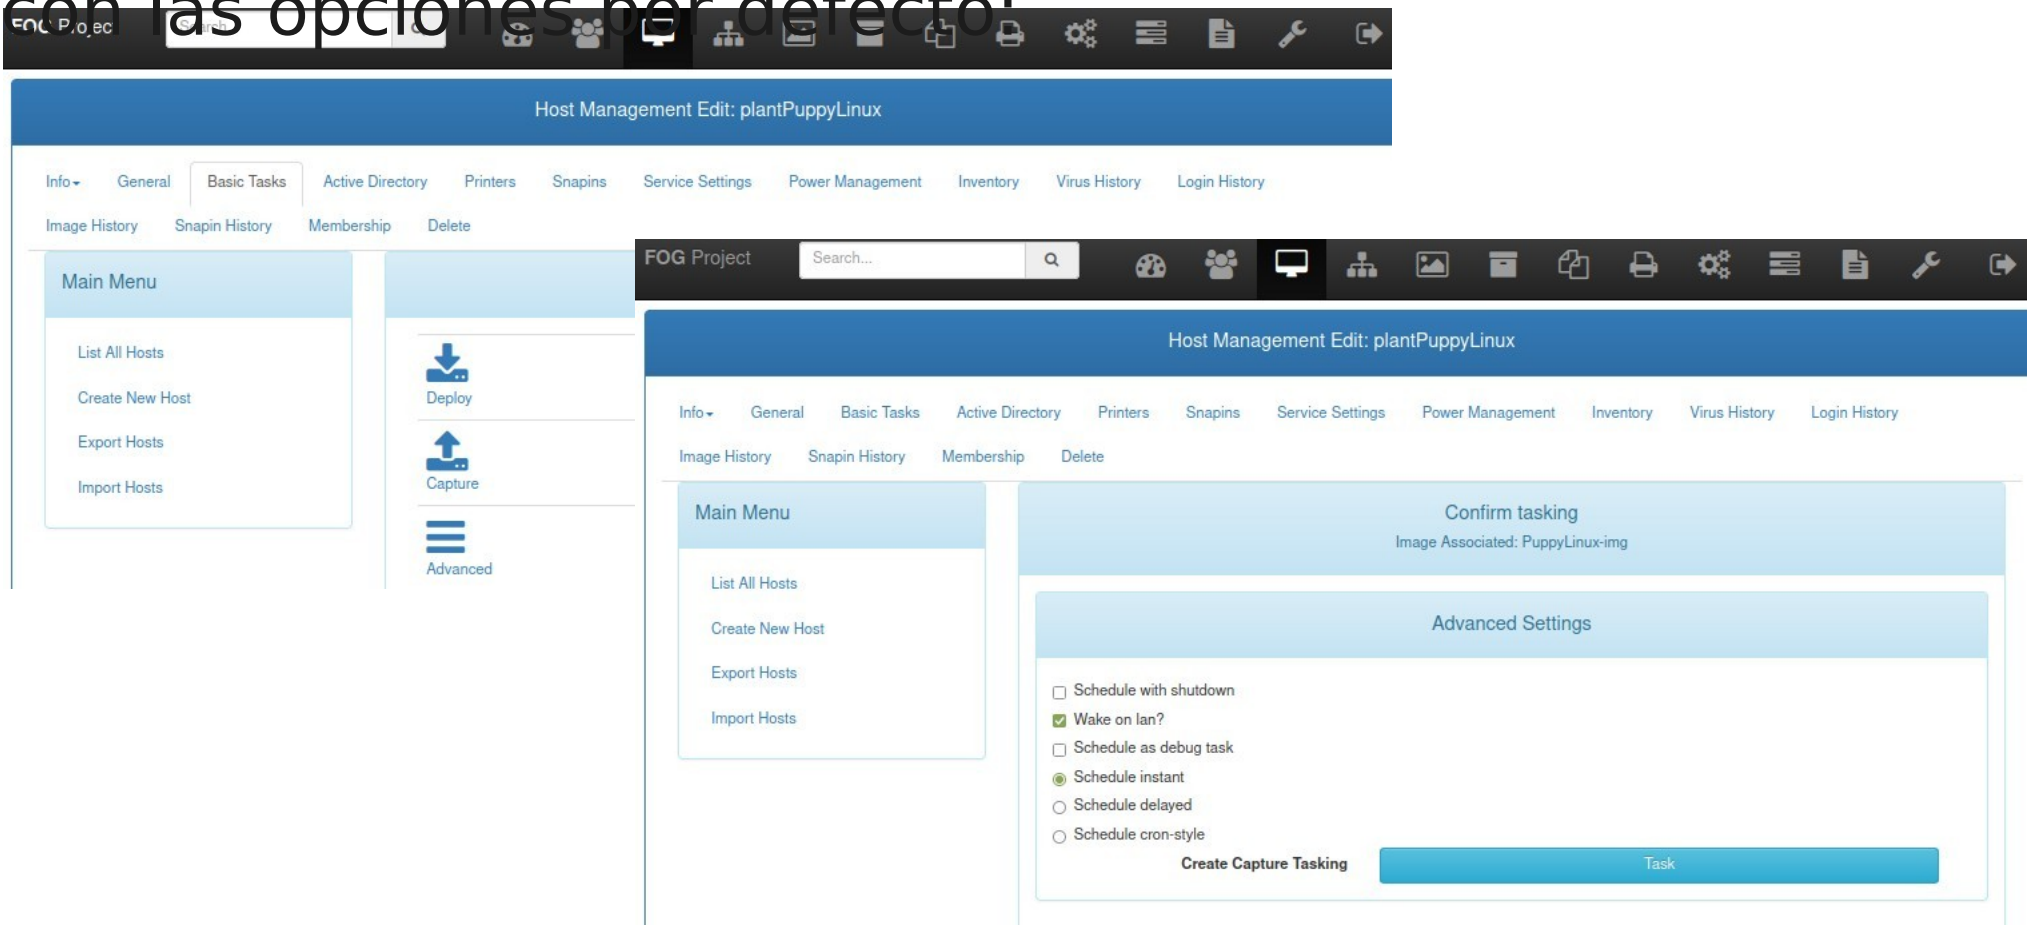 con las opciones por defecto:
FOG Project Search...
Host Management Edit: plantPuppyLinux
Info General Basic Tasks Active Directory Printers Snapins Service Settings Power Management Inventory Virus History Login History
Image History Snapin History Membership Delete
Main Menu
List All Hosts
Create New Host
Export Hosts
Import Hosts
Deploy
Capture
Advanced
FOG Project Search...
Host Management Edit: plantPuppyLinux
Info General Basic Tasks Active Directory Printers Snapins Service Settings Power Management Inventory Virus History Login History
Image History Snapin History Membership Delete
Main Menu
List All Hosts
Create New Host
Export Hosts
Import Hosts
Confirm tasking
Image Associated: PuppyLinux-img
Advanced Settings
Schedule with shutdown
Wake on lan?
Schedule as debug task
Schedule instant
Schedule delayed
Schedule cron-style
Create Capture Tasking Task